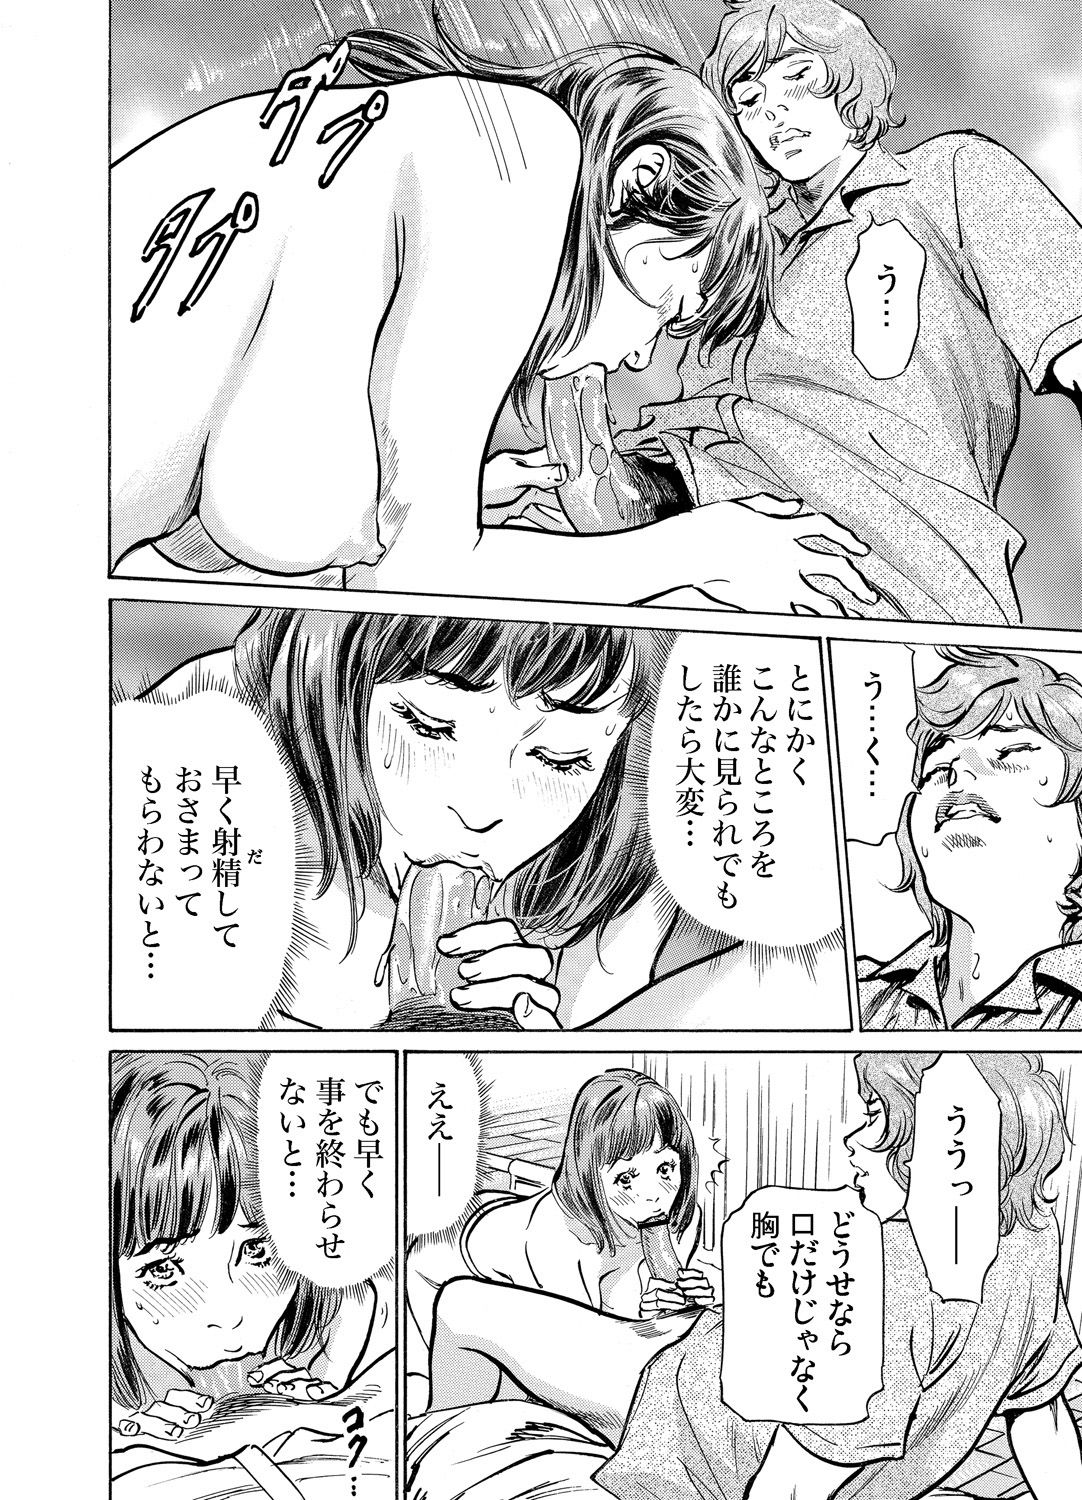 う…
タプ
タプ
う…く…
とにかく
こんなところを
誰かに見られでも
したら大変…
早く射精して
だ
おさまって
もらわないと…
ううっ――
どうせなら
口だけじゃなく
胸でも
ええ――
でも早く
事を終わらせ
ないと…
コク…